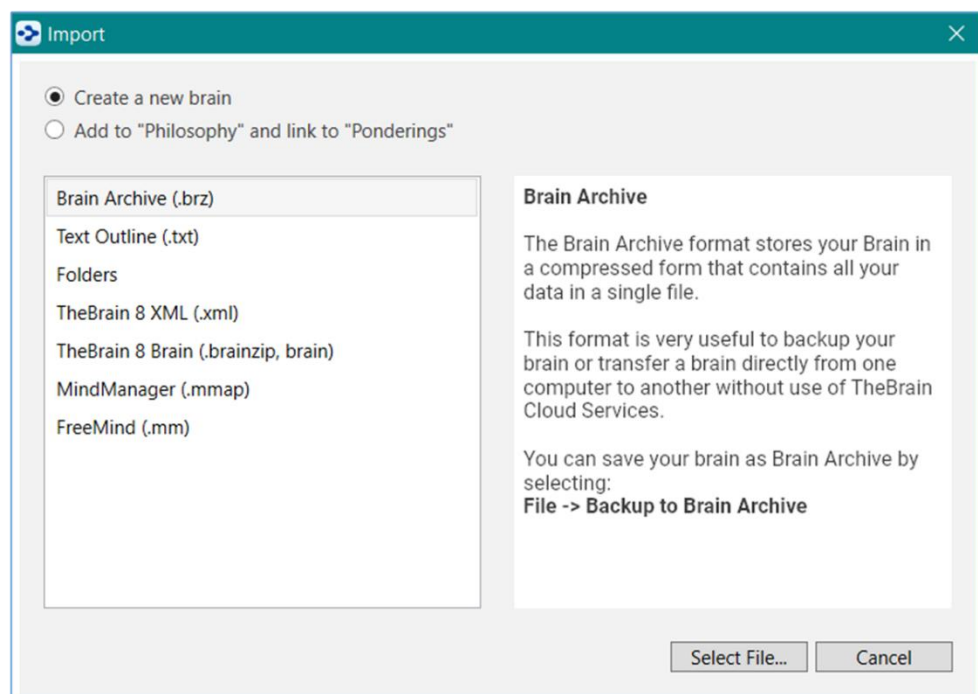 Import
Create a new brain
Add to "Philosophy" and link to "Ponderings"
Brain Archive (.brz)
Text Outline (.txt)
Folders
TheBrain 8 XML (.xml)
TheBrain 8 Brain (.brainzip, brain)
MindManager (.mmap)
FreeMind (.mm)
Brain Archive
The Brain Archive format stores your Brain in
a compressed form that contains all your
data in a single file.
This format is very useful to backup your
brain or transfer a brain directly from one
computer to another without use of TheBrain
Cloud Services.
You can save your brain as Brain Archive by
selecting:
File -> Backup to Brain Archive
Select File...
Cancel